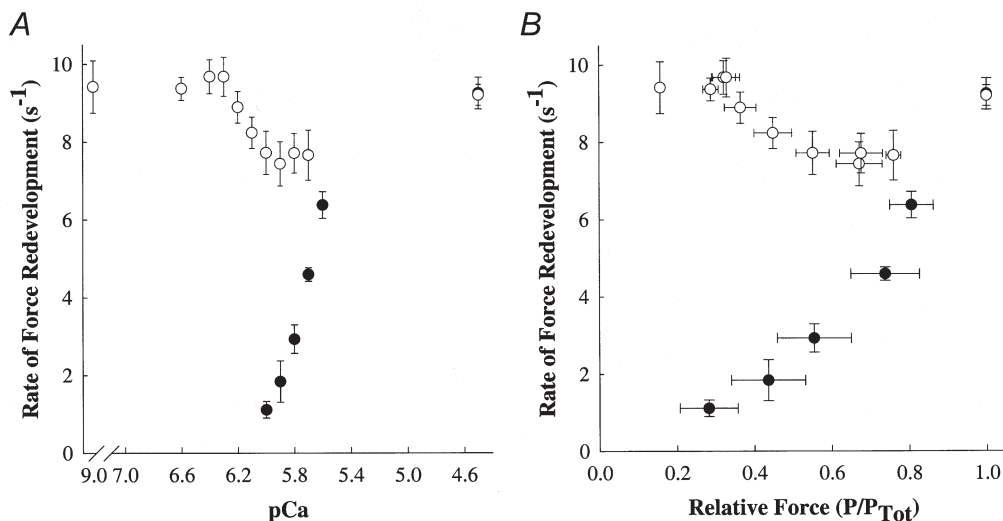 A
B
Rate of Force Redevelopment (s-1)
10
8
6
4
2
0
9.0 7.0 6.6 6.2 5.8 5.4 5.0 4.6
pCa
Rate of Force Redevelopment (s-1)
10
8
6
4
2
0
0.0 0.2 0.4 0.6 0.8 1.0
Relative Force (P/PTot)